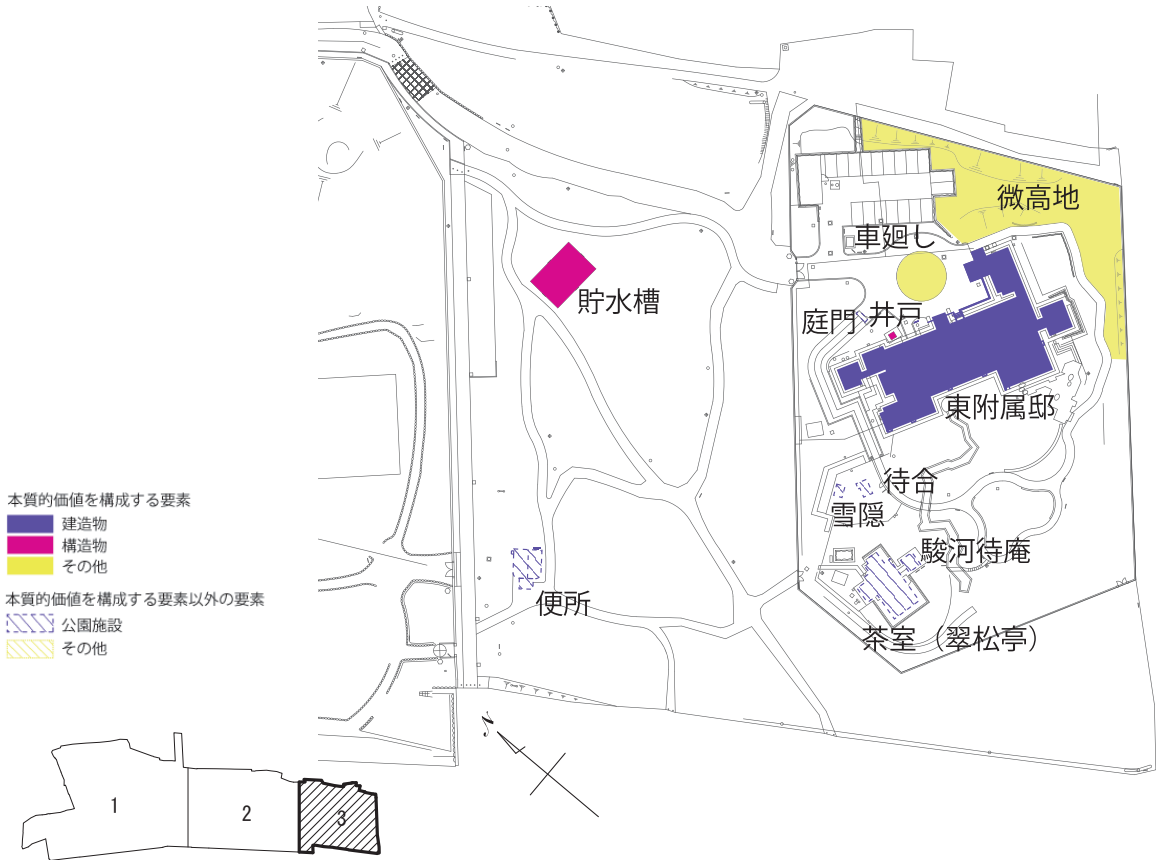 微高地
車廻し
貯水槽
庭門
井戸
東附属邸
待合
雪隠
駿河待庵
便所
茶室（翠松亭）
本質的価値を構成する要素
建造物
構造物
その他
本質的価値を構成する要素以外の要素
公園施設
その他
N
1
2
3